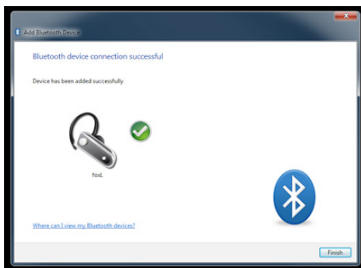 Add Bluetooth Device
Bluetooth device connection successful
Device has been added successfully
Where can I view my Bluetooth devices?
Finish